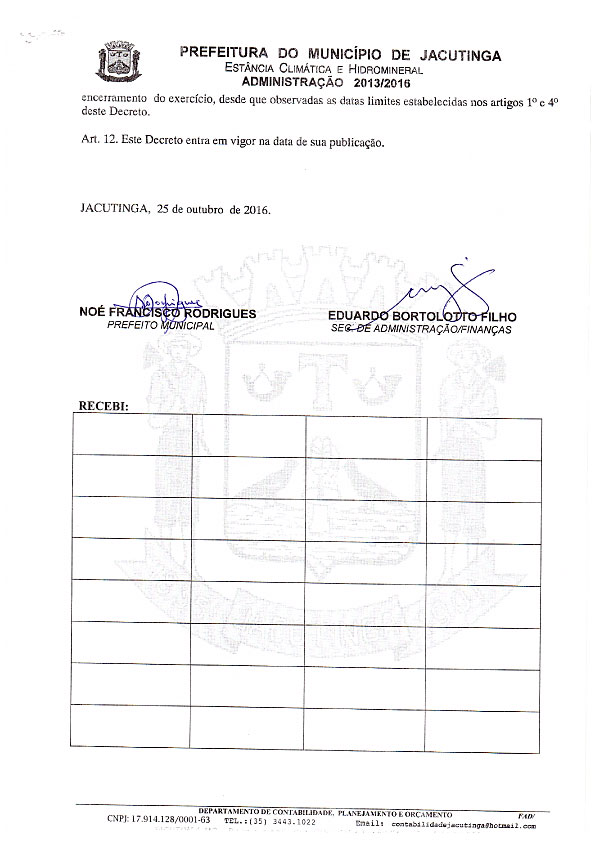 PREFEITURA DO MUNICÍPIO DE JACUTINGA
ESTÂNCIA CLIMÁTICA E HIDROMINERAL
ADMINISTRAÇÃO 2013/2016
encerramento do exercício, desde que observadas as datas limites estabelecidas nos artigos 1º e 4º
deste Decreto.
Art. 12. Este Decreto entra em vigor na data de sua publicação.
JACUTINGA, 25 de outubro de 2016.
NOÉ FRANCISCO RODRIGUES
PREFEITO MUNICIPAL
EDUARDO BORTOLOTTO FILHO
SEC. DE ADMINISTRAÇÃO/FINANÇAS
RECEBI:
DEPARTAMENTO DE CONTABILIDADE, PLANEJAMENTO E ORÇAMENTO
FAD/
CNPJ: 17.914.128/0001-63 TEL.:(35) 3443.1022 Email: contabilidadejacutinga@hotmail.com